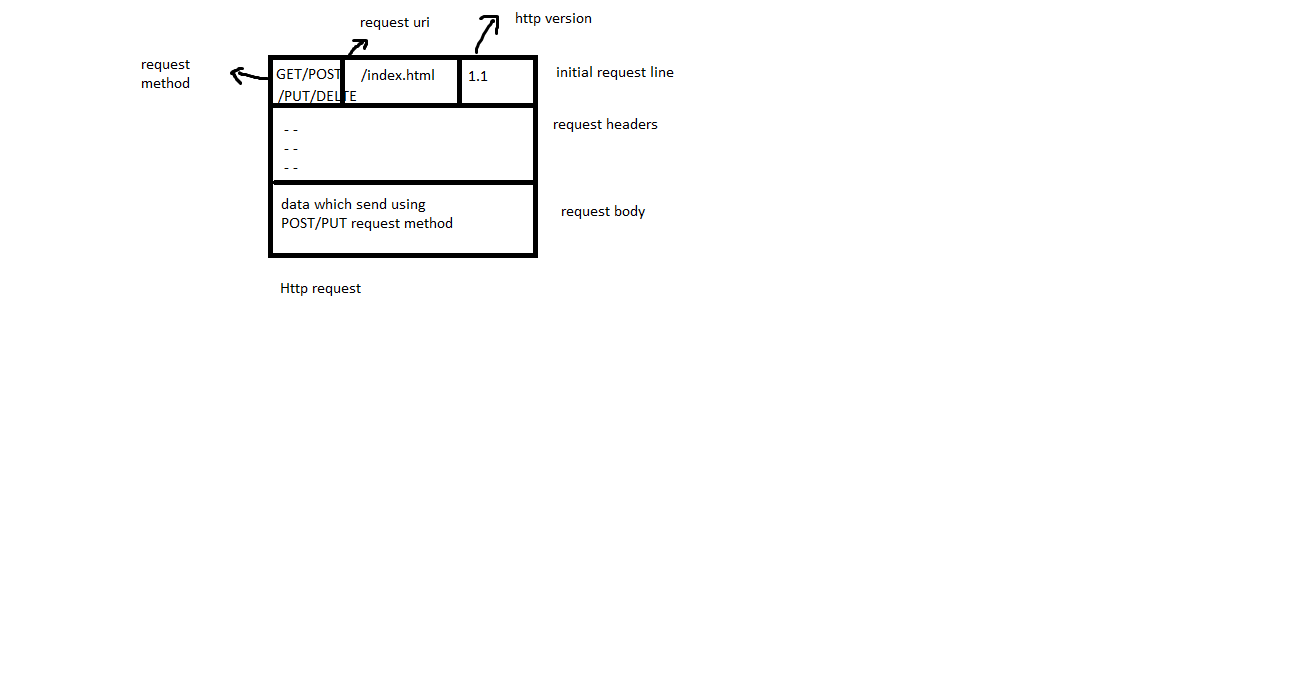 request uri
http version
request
method
GET/POST
/PUT/DELTE
/index.html
1.1
initial request line
- -
- -
- -
request headers
data which send using
POST/PUT request method
request body
Http request